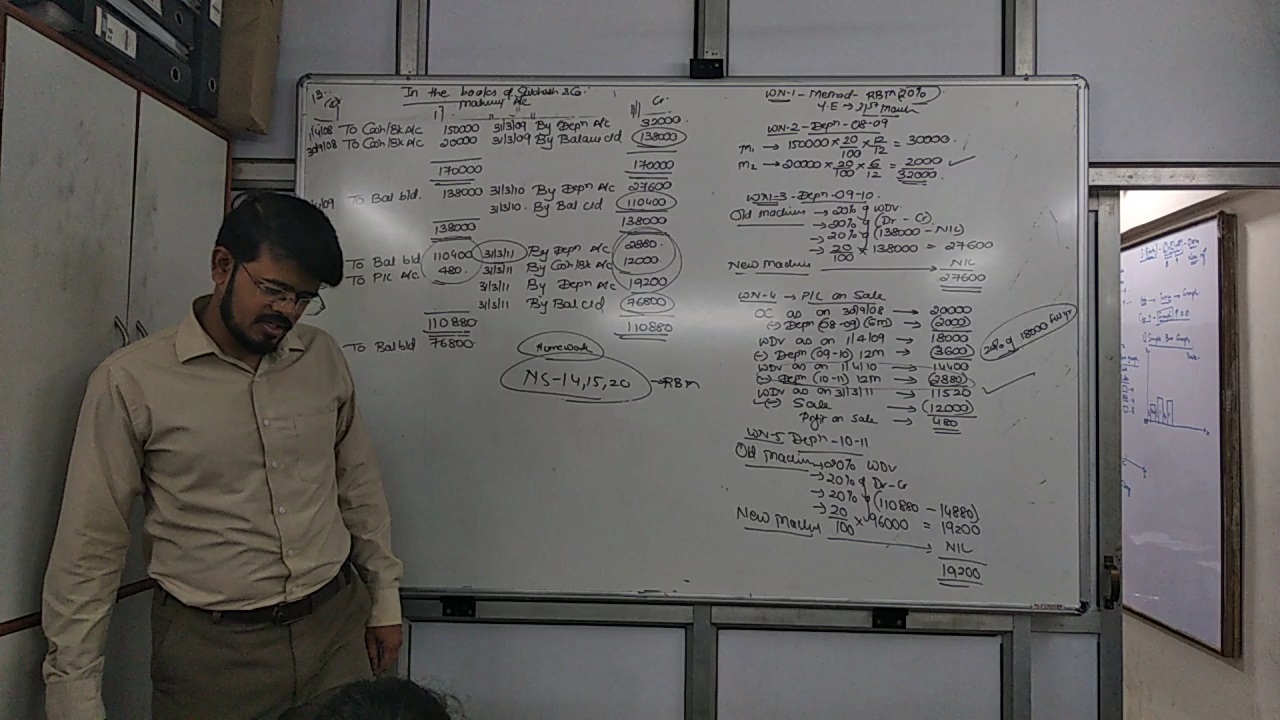 In the books of Subhash & Co.
Machinery A/c
Cr
1/4/08 To Cash/Bk A/c 150000 31/3/09 By Depn A/c 32000
30/9/08 To Cash/Bk A/c 20000 31/3/09 By Balance c/d 138000
170000 170000
To Bal b/d. 138000 31/3/10 By Depn A/c 27600
31/3/10. By Bal c/d 110400
138000 138000
To Bal b/d 110400 31/3/11 By Depn A/c 2880
To P/L A/c 480 31/3/11 By Cash/Bk A/c 12000
31/3/11 By Depn A/c 19200
31/3/11 By Bal c/d 76800
110880 110880
To Bal b/d 76800
Homework
NS-14,15,20 → RBM
WN-1 - Method - RBM (20%)
Y.E → 31st March
WN-2 - Depn - 08-09
M1 → 150000 × 20/100 × 12/12 = 30000
M2 → 20000 × 20/100 × 6/12 = 2000
32000
WN-3 - Depn - 09-10.
Old machines → 20% of WDV
→ 20% of (Dr - Cr)
→ 20% of (138000 - NIL)
→ 20/100 × 138000 = 27600
New Machine → NIL
27600
WN-4 → P/L on Sale
OC as on 30/9/08 → 20000
(-) Depn (08-09) (6m) → (2000)
WDV as on 1/4/09 → 18000
(-) Depn (09-10) 12m → (3600)
20% of 18000 full yr
WDV as on 1/4/10 → 14400
(-) Depn (10-11) 12m → (2880)
WDV as on 31/3/11 → 11520
(-) Sale → (12000)
Profit on Sale → 480
WN-5 Depn - 10-11
Old Machines → 20% WDV
→ 20% of Dr - Cr
→ 20% of (110880 - 14880)
→ 20/100 × 96000 = 19200
New Machine → NIL
19200